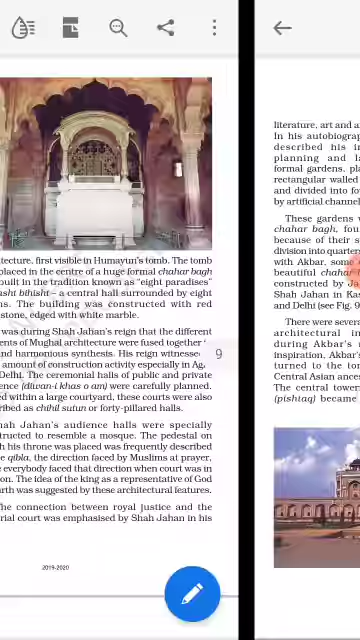 itecture, first visible in Humayun's tomb. The tomb
placed in the centre of a huge formal chahar bagh
built in the tradition known as "eight paradises"
asht bihisht – a central hall surrounded by eight
ns. The building was constructed with red
stone, edged with white marble.
was during Shah Jahan's reign that the different
ents of Mughal architecture were fused together
nd harmonious synthesis. His reign witnesse
amount of construction activity especially in Ag
Delhi. The ceremonial halls of public and private
ence (diwan-i khas o am) were carefully planned.
ed within a large courtyard, these courts were also
ribed as chihil sutun or forty-pillared halls.
hah Jahan's audience halls were specially
tructed to resemble a mosque. The pedestal on
h his throne was placed was frequently described
e qibla, the direction faced by Muslims at prayer,
e everybody faced that direction when court was in
on. The idea of the king as a representative of God
arth was suggested by these architectural features.
he connection between royal justice and the
erial court was emphasised by Shah Jahan in his
2019-2020
9
literature, art and a
In his autobiograp
described his in
planning and la
formal gardens, pla
rectangular walled
and divided into fo
by artificial channel
These gardens w
chahar bagh, fou
because of their s
division into quarters
with Akbar, some
beautiful chahar
constructed by Ja
Shah Jahan in Kas
and Delhi (see Fig. 9
There were severa
architectural in
during Akbar's r
inspiration, Akbar's
turned to the tom
Central Asian ances
The central tower
(pishtaq) became